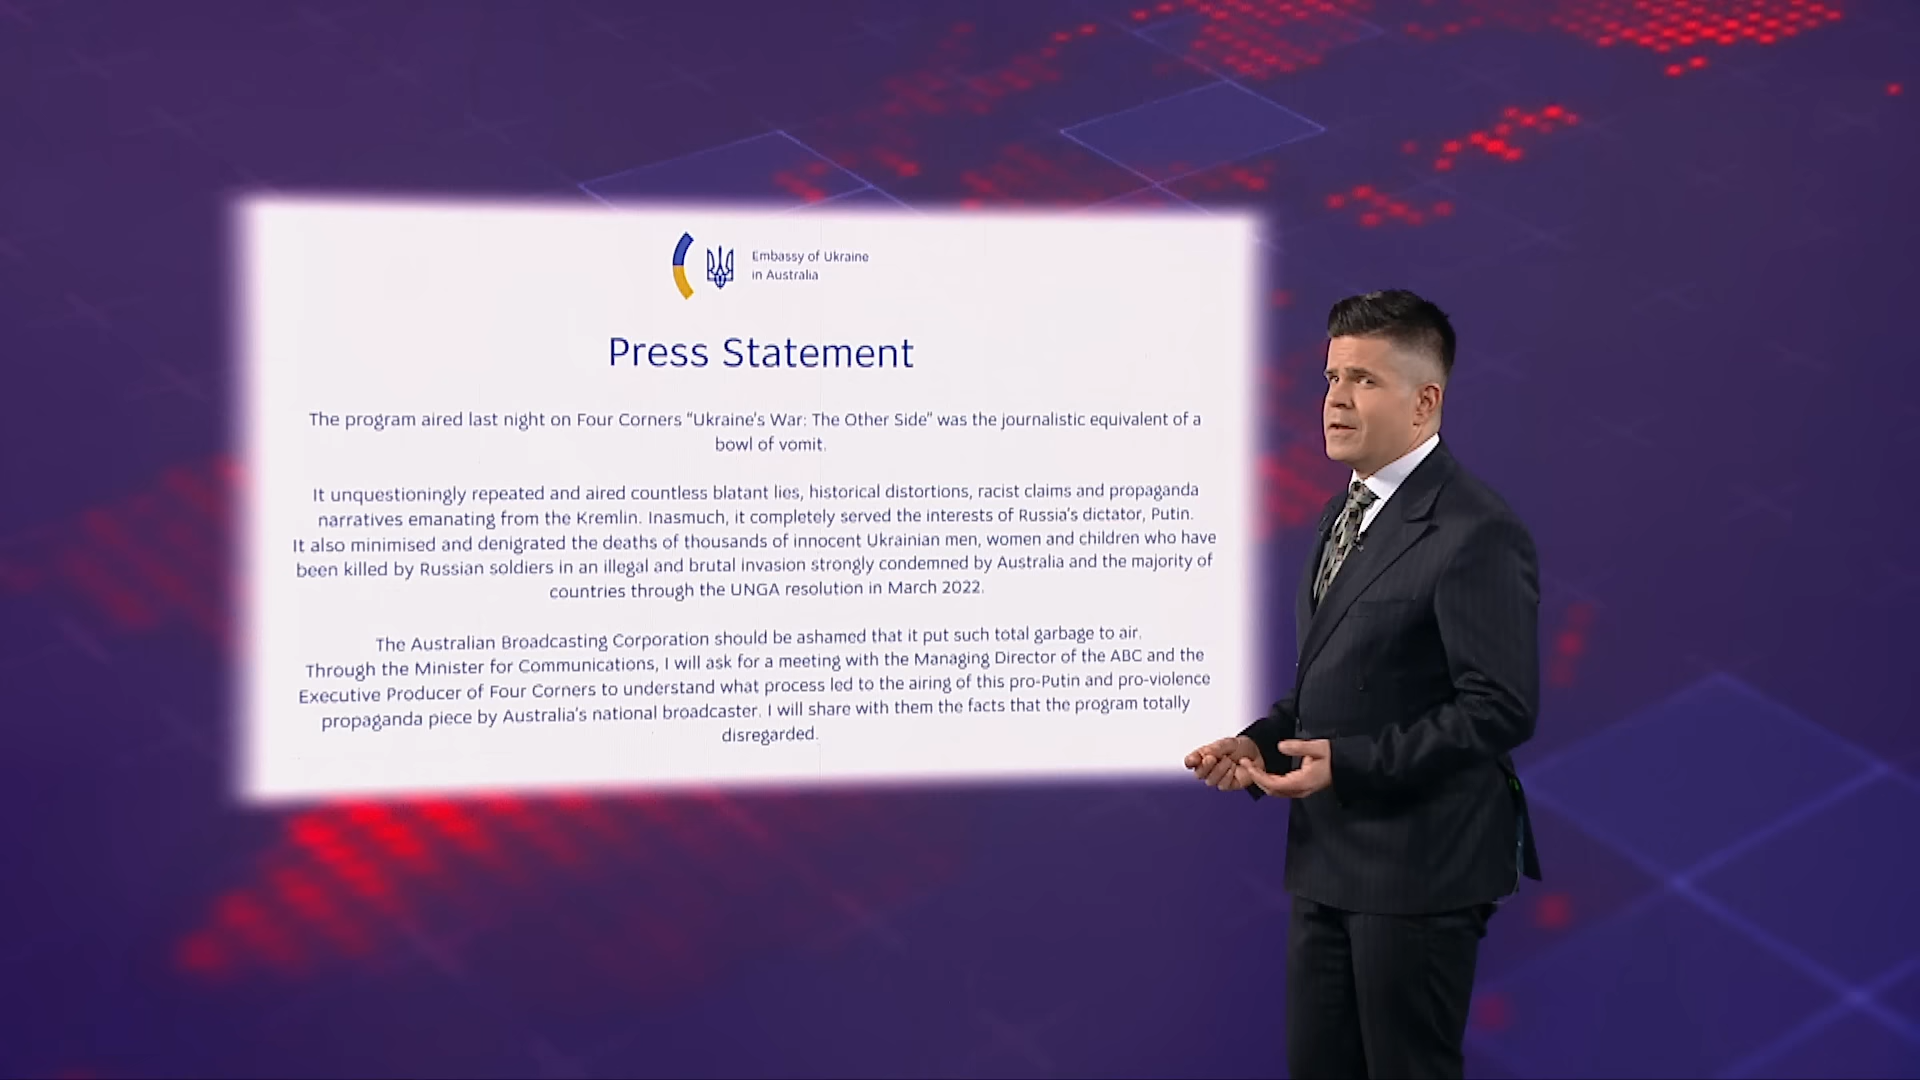 Embassy of Ukraine
in Australia
Press Statement
The program aired last night on Four Corners "Ukraine's War: The Other Side" was the journalistic equivalent of a
bowl of vomit.
It unquestioningly repeated and aired countless blatant lies, historical distortions, racist claims and propaganda
narratives emanating from the Kremlin. Inasmuch, it completely served the interests of Russia's dictator, Putin.
It also minimised and denigrated the deaths of thousands of innocent Ukrainian men, women and children who have
been killed by Russian soldiers in an illegal and brutal invasion strongly condemned by Australia and the majority of
countries through the UNGA resolution in March 2022.
The Australian Broadcasting Corporation should be ashamed that it put such total garbage to air.
Through the Minister for Communications, I will ask for a meeting with the Managing Director of the ABC and the
Executive Producer of Four Corners to understand what process led to the airing of this pro-Putin and pro-violence
propaganda piece by Australia's national broadcaster. I will share with them the facts that the program totally
disregarded.